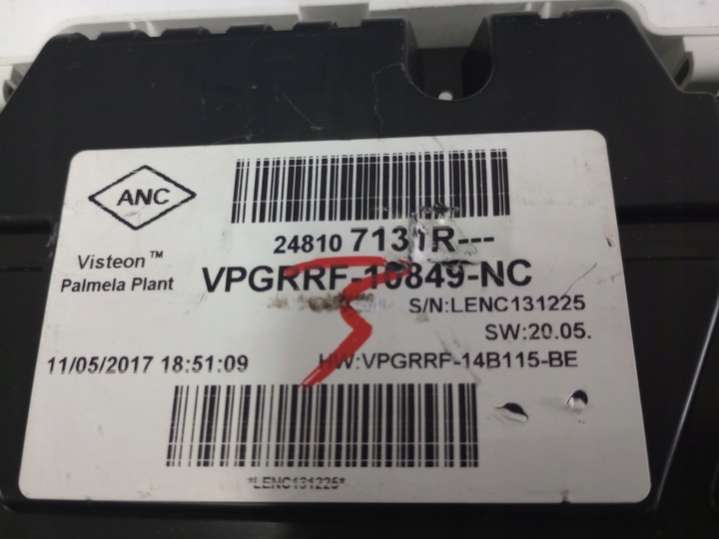 ANC
24810 7131R---
Visteon™
Palmela Plant
VPGRRF-10849-NC
S/N:LENC131225
SW:20.05.
11/05/2017 18:51:09
HW:VPGRRF-14B115-BE
*LENC131225*
5